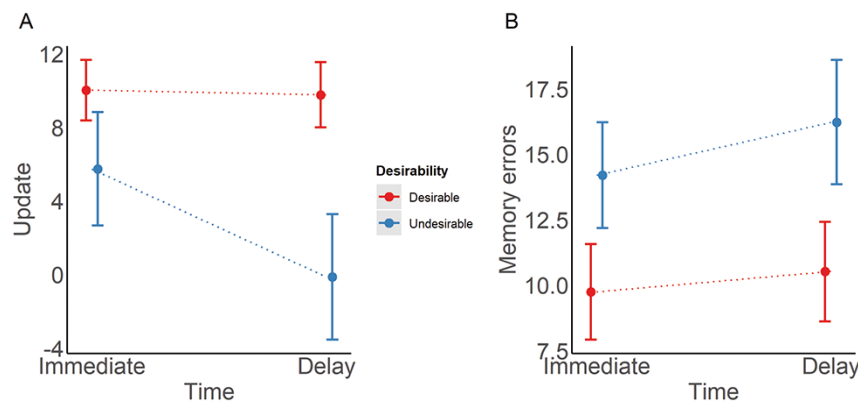 A
12
8
4
0
-4
Update
Immediate
Delay
Time
Desirability
Desirable
Undesirable
B
17.5
15.0
12.5
10.0
7.5
Memory errors
Immediate
Delay
Time